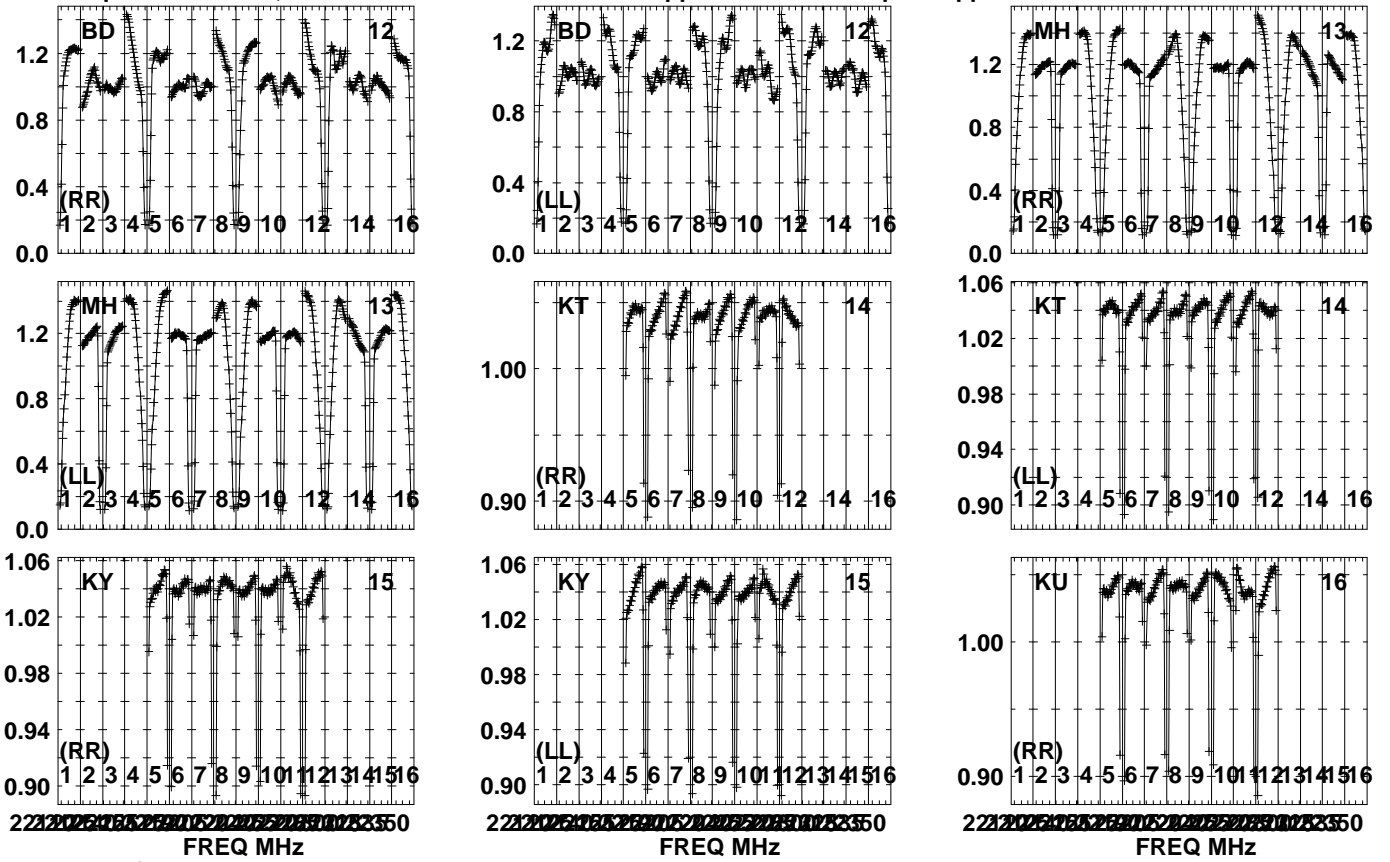 BD 12
1.2
0.8
0.4
(RR)
1 2 3 4 5 6 7 8 9 10 12 14 16
0.0
BD 12
1.2
0.8
0.4
(LL)
1 2 3 4 5 6 7 8 9 10 12 14 16
0.0
MH 13
1.2
0.8
0.4
(RR)
1 2 3 4 5 6 7 8 9 10 12 14 16
0.0
MH 13
1.2
0.8
0.4
(LL)
1 2 3 4 5 6 7 8 9 10 12 14 16
0.0
KT 14
1.00
(RR)
0.90
1 2 3 4 5 6 7 8 9 10 12 14 16
1.06
KT 14
1.02
0.98
0.94
(LL)
0.90
1 2 3 4 5 6 7 8 9 10 12 14 16
1.06
KY 15
1.02
0.98
0.94
(RR)
1 2 3 4 5 6 7 8 9 10 11 12 13 14 15 16
0.90
1.06
KY 15
1.02
0.98
0.94
(LL)
1 2 3 4 5 6 7 8 9 10 11 12 13 14 15 16
0.90
KU 16
1.00
(RR)
0.90
1 2 3 4 5 6 7 8 9 10 11 12 13 14 15 16
FREQ MHz
FREQ MHz
FREQ MHz